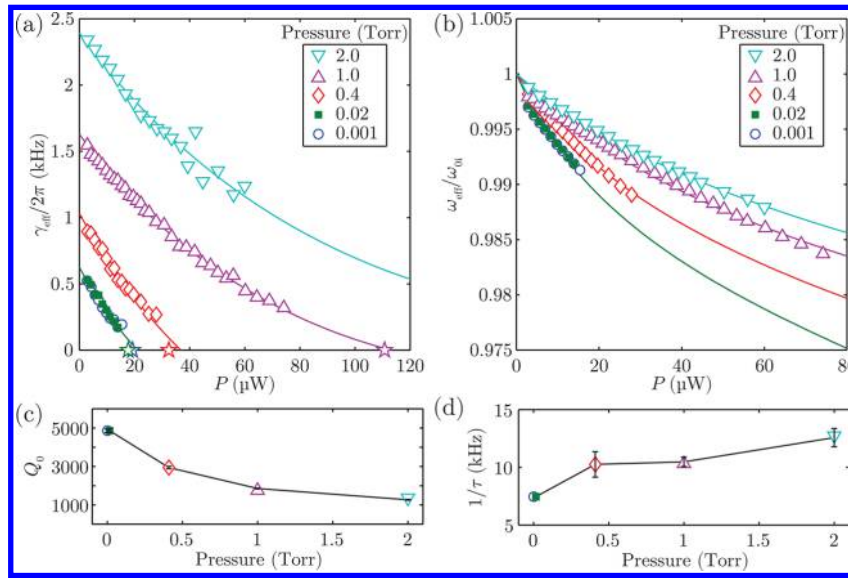 (a)
2.5
2
1.5
1
0.5
0
γeff/2π (kHz)
0 20 40 60 80 100 120
P (μW)
Pressure (Torr)
2.0
1.0
0.4
0.02
0.001
(b)
1.005
1
0.995
0.99
0.985
0.98
0.975
ωeff/ω0i
0 20 40 60 80
P (μW)
Pressure (Torr)
2.0
1.0
0.4
0.02
0.001
(c)
5000
3000
1000
Q0
0 0.5 1 1.5 2
Pressure (Torr)
(d)
15
10
5
1/τ (kHz)
0 0.5 1 1.5 2
Pressure (Torr)